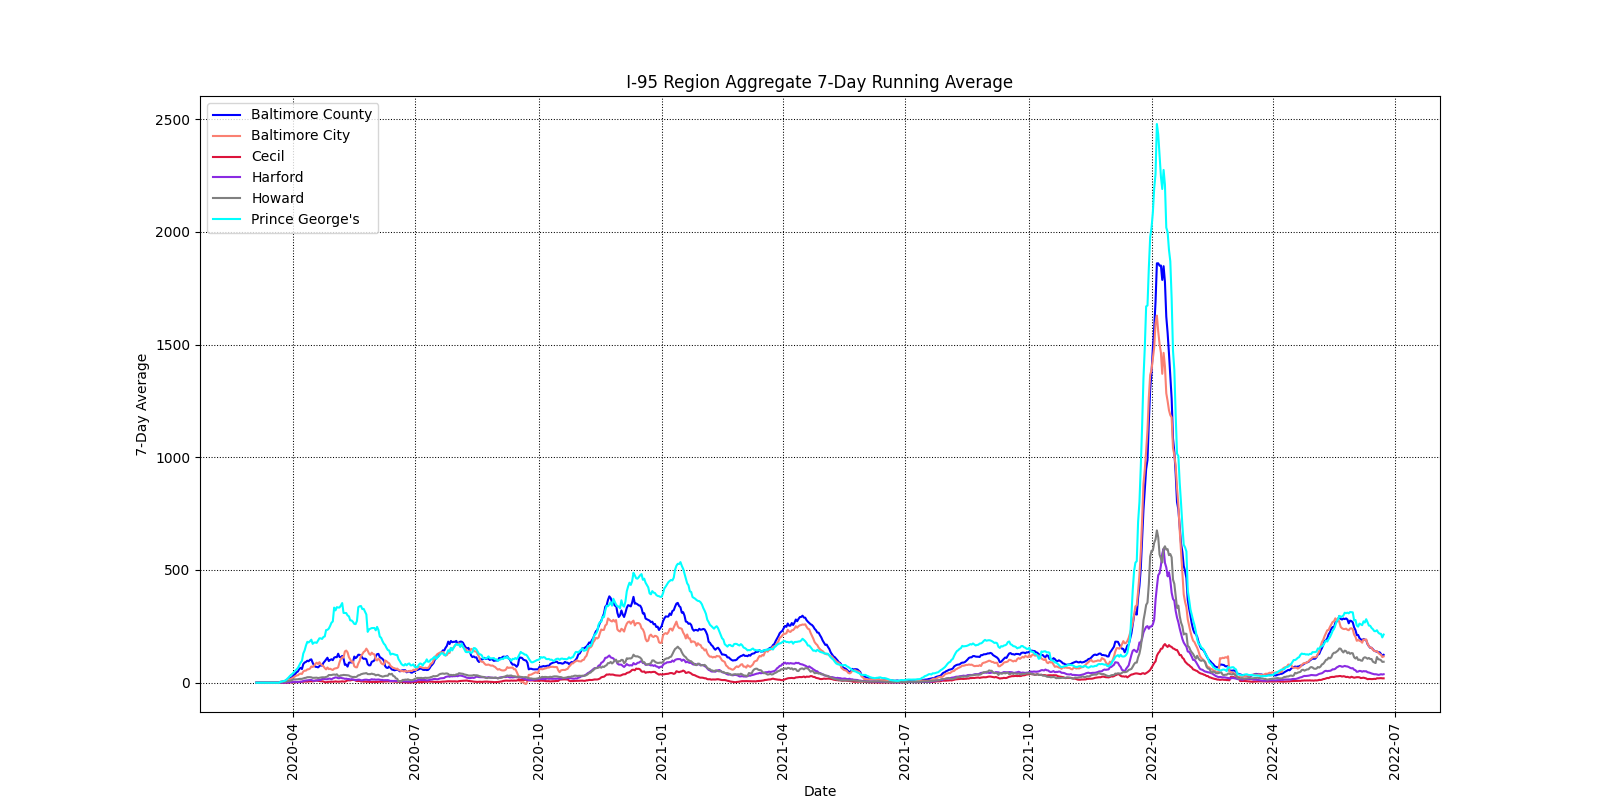 I-95 Region Aggregate 7-Day Running Average
Baltimore County
Baltimore City
Cecil
Harford
Howard
Prince George's
2500
2000
1500
1000
500
0
7-Day Average
2020-04
2020-07
2020-10
2021-01
2021-04
2021-07
2021-10
2022-01
2022-04
2022-07
Date